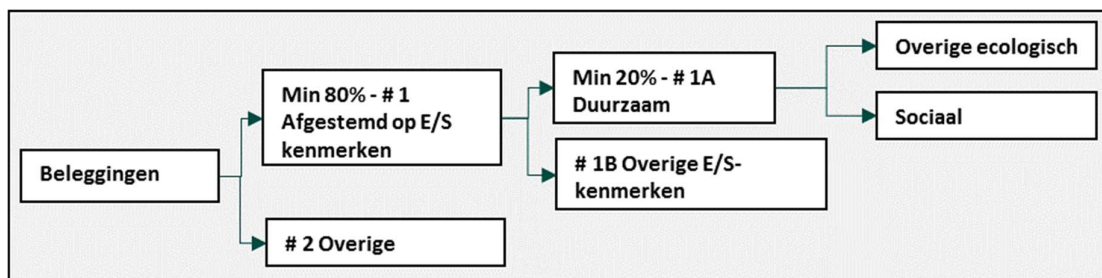 Beleggingen
Min 80% - # 1
Afgestemd op E/S
kenmerken
# 2 Overige
Min 20% - # 1A
Duurzaam
# 1B Overige E/S-
kenmerken
Overige ecologisch
Sociaal